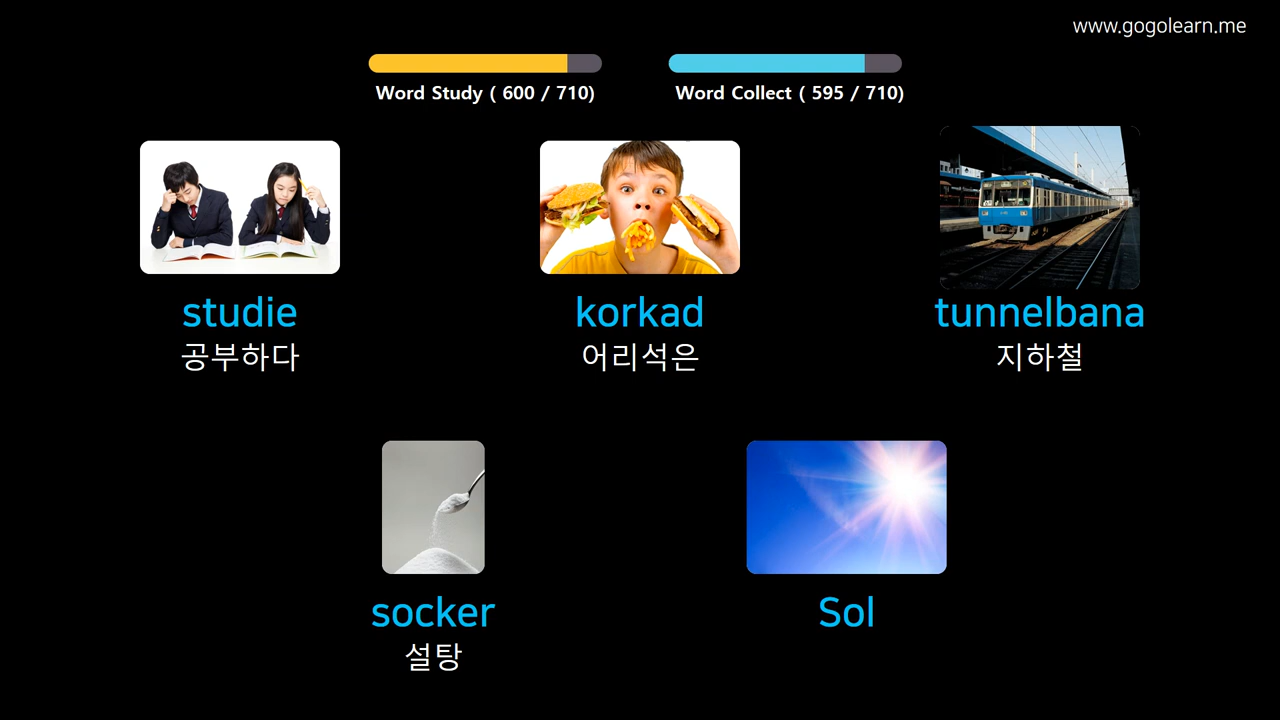 www.gogolearn.me
Word Study ( 600 / 710)
Word Collect ( 595 / 710)
studie
공부하다
korkad
어리석은
tunnelbana
지하철
socker
설탕
Sol